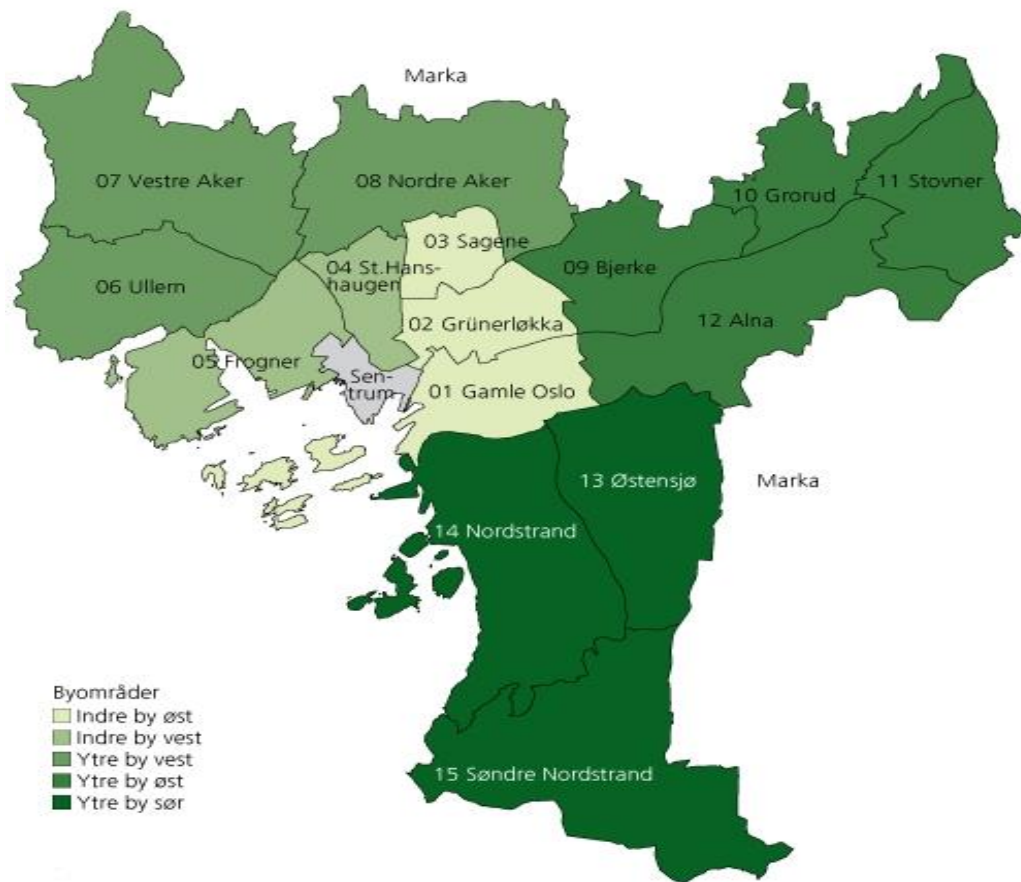 Marka
07 Vestre Aker
08 Nordre Aker
10 Grorud
11 Stovner
03 Sagene
04 St.Hans-
haugen
09 Bjerke
06 Ullern
02 Grünerløkka
12 Alna
05 Frogner
Sen-
trum
01 Gamle Oslo
13 Østensjø
Marka
14 Nordstrand
15 Søndre Nordstrand
Byområder
Indre by øst
Indre by vest
Ytre by vest
Ytre by øst
Ytre by sør